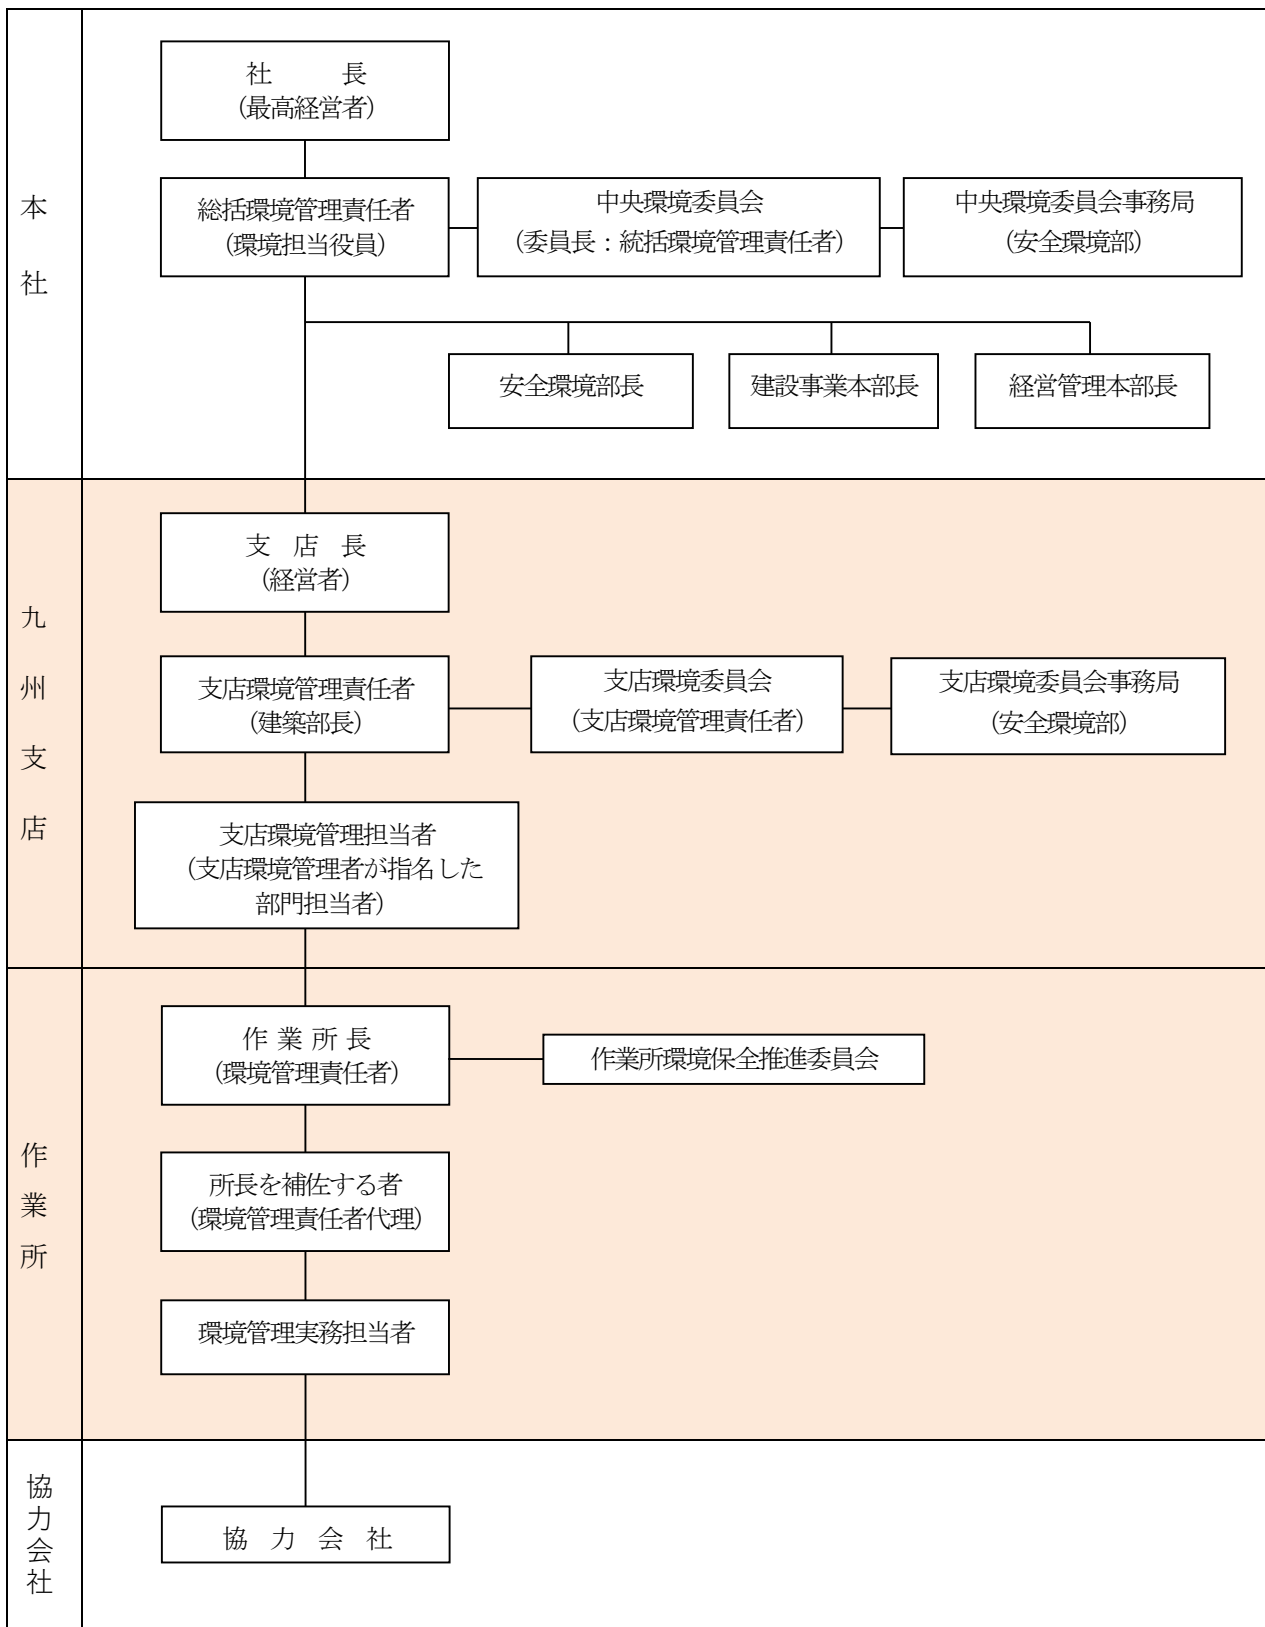 本社
社　　　長
(最高経営者)
総括環境管理責任者
(環境担当役員)
中央環境委員会
(委員長：統括環境管理責任者)
中央環境委員会事務局
(安全環境部)
安全環境部長
建設事業本部長
経営管理本部長
九州支店
支　店　長
(経営者)
支店環境管理責任者
(建築部長)
支店環境委員会
(支店環境管理責任者)
支店環境委員会事務局
(安全環境部)
支店環境管理担当者
(支店環境管理者が指名した
部門担当者)
作業所
作 業 所 長
(環境管理責任者)
作業所環境保全推進委員会
所長を補佐する者
(環境管理責任者代理)
環境管理実務担当者
協力会社
協　力　会　社